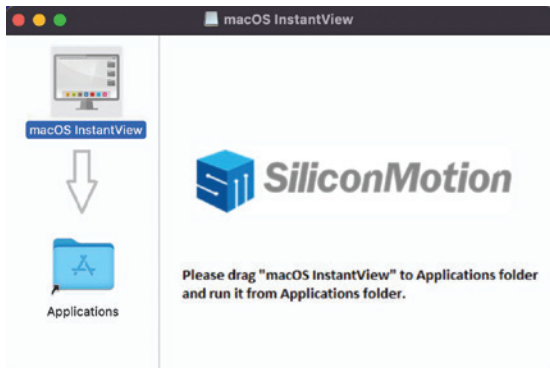 macOS InstantView
macOS InstantView
SiliconMotion
Please drag "macOS InstantView" to Applications folder
and run it from Applications folder.
Applications